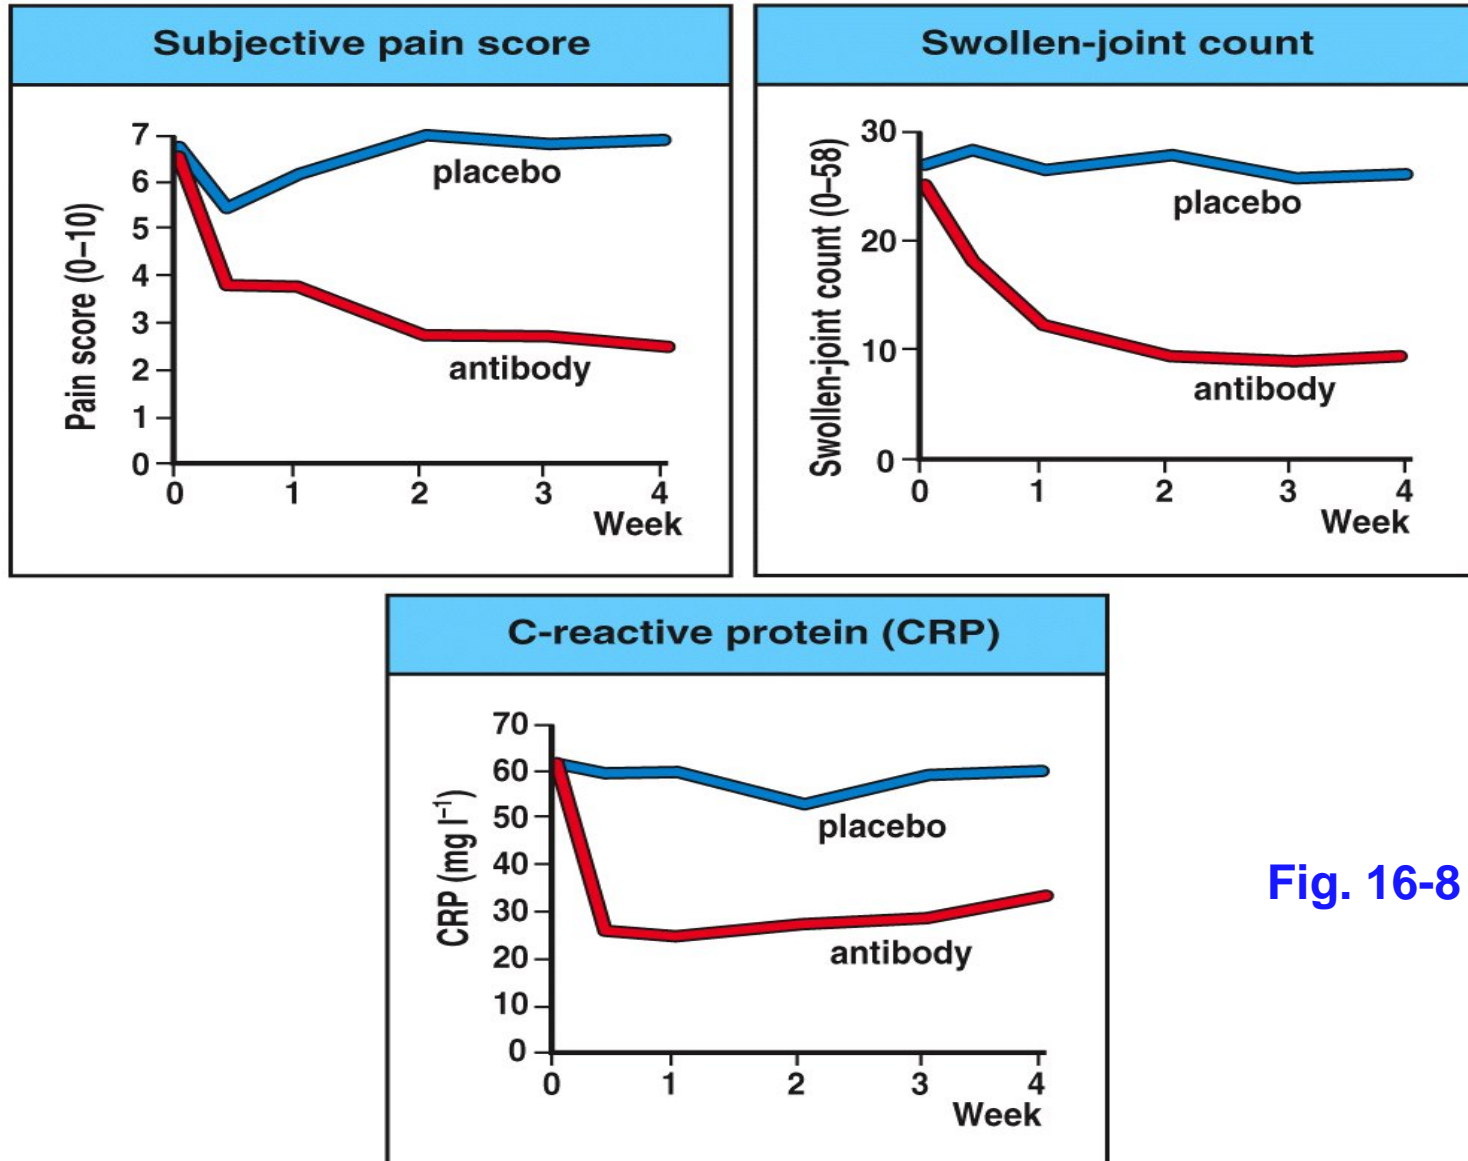 Subjective pain score
Pain score (0–10)
7
6
5
4
3
2
1
0
placebo
antibody
0 1 2 3 4
Week
Swollen-joint count
Swollen-joint count (0–58)
30
20
10
0
placebo
antibody
0 1 2 3 4
Week
C-reactive protein (CRP)
CRP (mg l⁻¹)
70
60
50
40
30
20
10
0
placebo
antibody
0 1 2 3 4
Week
Fig. 16-8